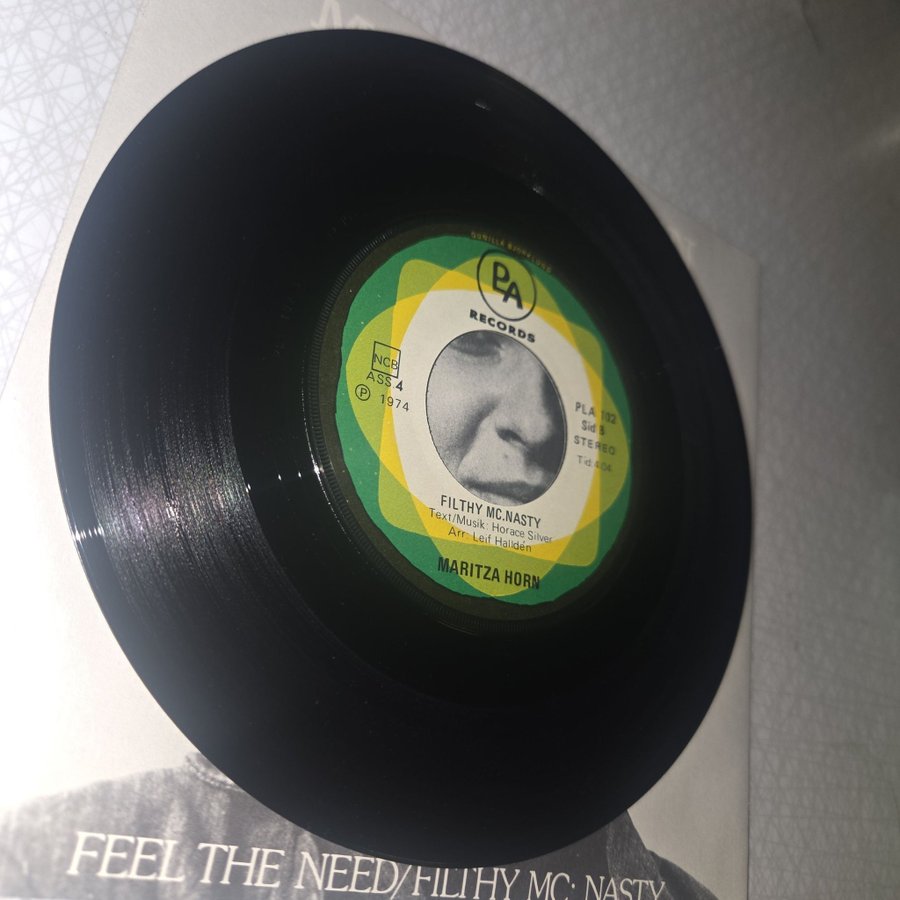 PLA
RECORDS
NCB
ASS.4
Ⓟ 1974
PLA 102
Sid B
STEREO
Tid: 4.04
FILTHY MC.NASTY
Text/Musik: Horace Silver
Arr: Leif Halldén
MARITZA HORN
FEEL THE NEED/FILTHY MC: NASTY